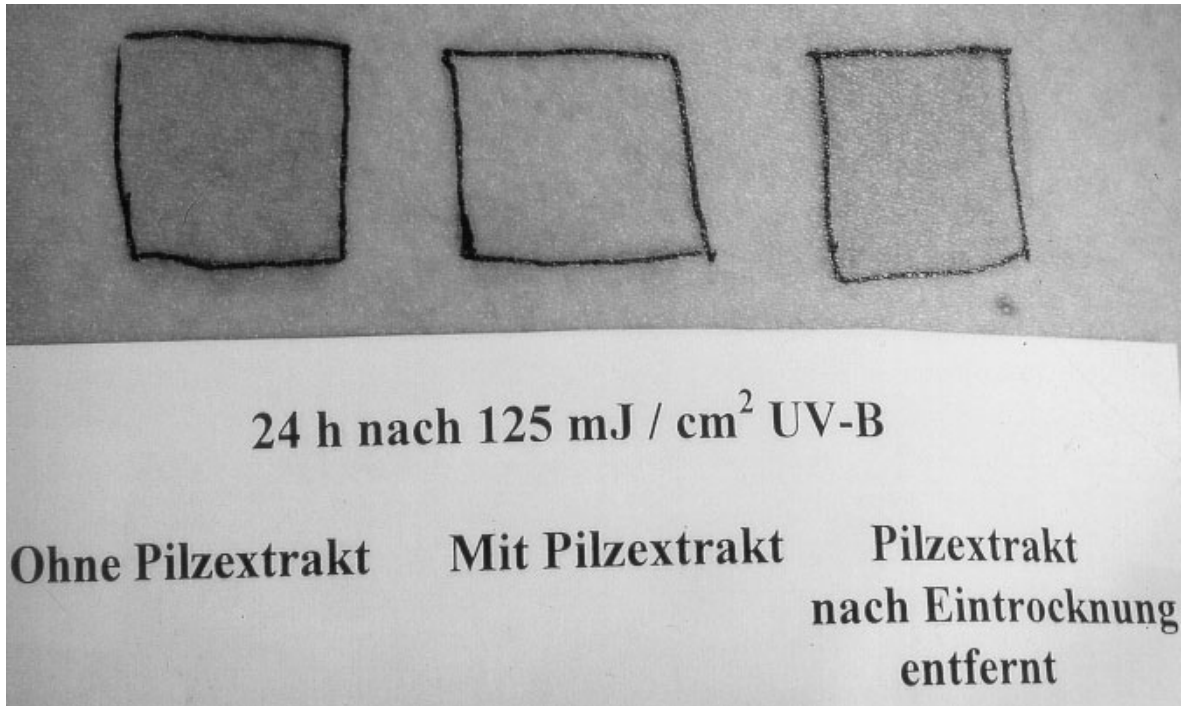 24 h nach 125 mJ / cm² UV-B
Ohne Pilzextrakt
Mit Pilzextrakt
Pilzextrakt
nach Eintrocknung
entfernt